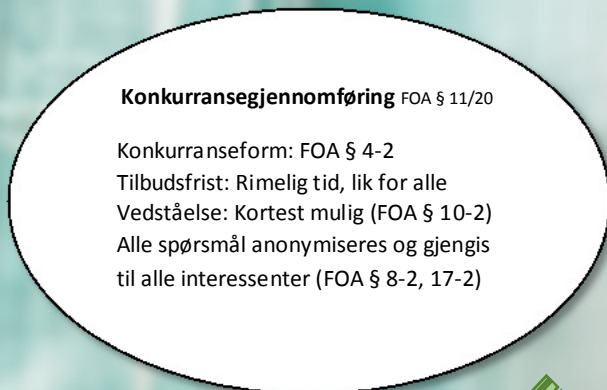 Konkurransegjennomføring FOA § 11/20
Konkurranseform: FOA § 4-2
Tilbudsfrist: Rimelig tid, lik for alle
Vedståelse: Kortest mulig (FOA § 10-2)
Alle spørsmål anonymiseres og gjengis
til alle interessenter (FOA § 8-2, 17-2)